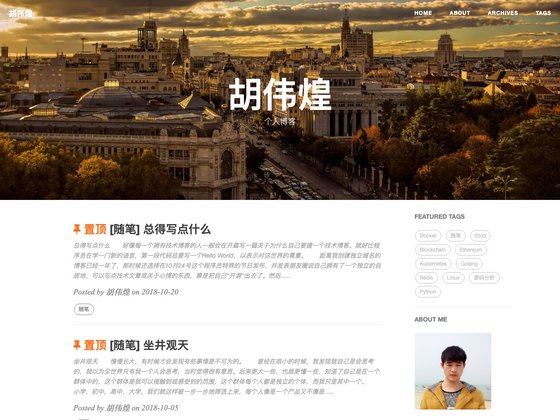 胡伟煌
HOME ABOUT ARCHIVES TAGS
胡伟煌
个人博客
置顶 [随笔] 总得写点什么
总得写点什么 好像每一个拥有技术博客的人一般会在开篇写一篇关于为什么自己要建一个技术博客，就好比程
序员在学一门新的语言，第一段代码总要写一个Hello World，以表示对这世界的尊重。 距离我创建独立域名的
博客已经一年了，那时候还选择在10月24号这个程序员特殊的节日发布，并发表朋友圈说自己拥有了一个独立的自
居地，可以写点技术文章或关于心情的东西，算是把自己“开源”出去了。然后......
Posted by 胡伟煌 on 2018-10-20
随笔
置顶 [随笔] 坐井观天
坐井观天 懵懂长大，有时候才会发现有些事情是不可为的。 曾经在很小的时候，我发现我自己是会思考
的，我以为全世界只有我一个人会思考，当时觉得很有意思。后来更大一些，也就更懂一些，知道了自己是在一个
群体中的，这个群体是我可以接触到或感受到的范围，这个群体每个人都是独立的个体，而我只是其中一个。
小学，初中，高中，大学，我们就这样被一步一步地筛选上来，每个人像是一个产品又不像是......
Posted by 胡伟煌 on 2018-10-05
FEATURED TAGS
Docker 随笔 Etcd
Blockchain Ethereum
Kubernetes Golang
Redis Linux 源码分析
Python
ABOUT ME